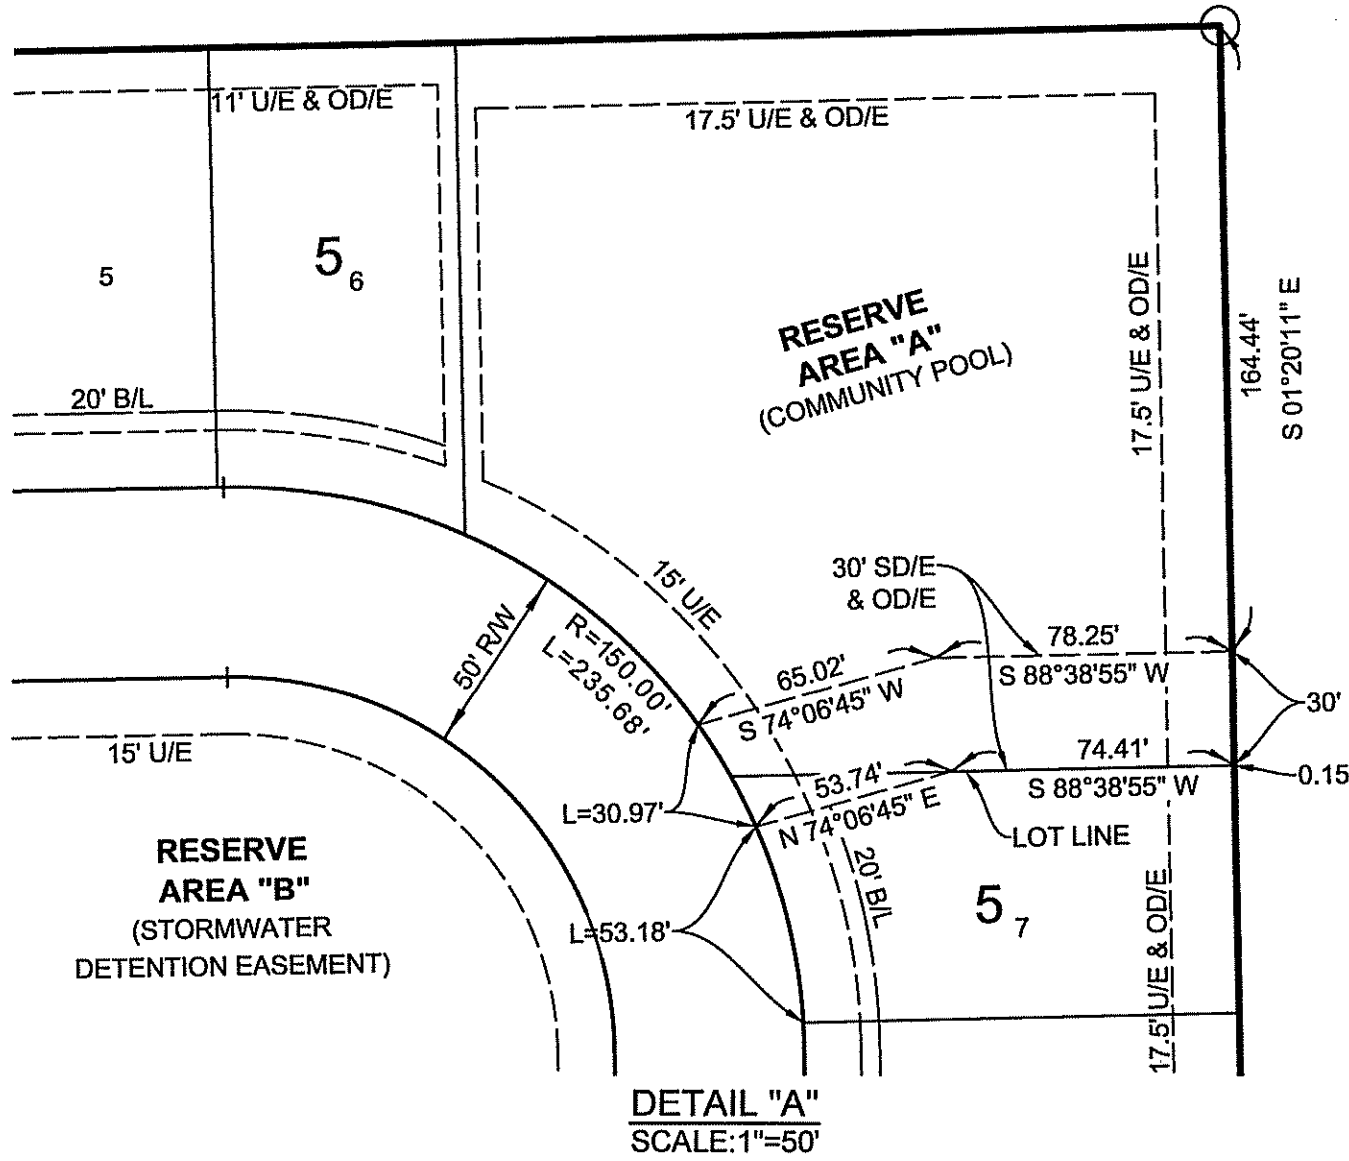 11' U/E & OD/E
17.5' U/E & OD/E
5
5 6
RESERVE
AREA "A"
(COMMUNITY POOL)
17.5' U/E & OD/E
164.44'
S 01°20'11" E
20' B/L
15' U/E
30' SD/E
& OD/E
50' R/W
R=150.00'
L=235.68'
65.02'
S 74°06'45" W
78.25'
S 88°38'55" W
30'
15' U/E
53.74'
N 74°06'45" E
74.41'
S 88°38'55" W
0.15
L=30.97'
LOT LINE
RESERVE
AREA "B"
(STORMWATER
DETENTION EASEMENT)
20' B/L
5 7
L=53.18'
17.5' U/E & OD/E
DETAIL "A"
SCALE:1"=50'